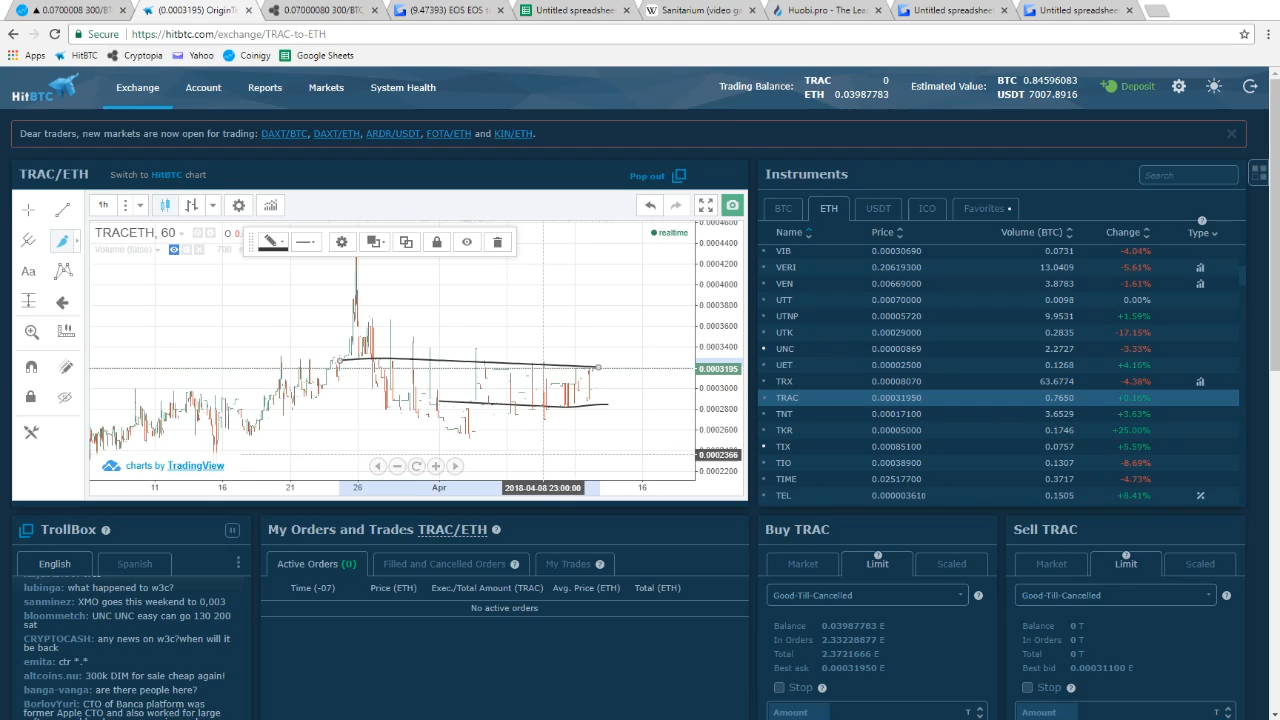 0.0700008 300/BT
(0.0003195) OriginTr
0.07000080 300/BTC
(9.47393) EOS EOS t
Untitled spreadshee
Sanitarium (video ga
Huobi.pro - The Lea
Untitled spreadshee
Untitled spreadshee
Secure
https://hitbtc.com/exchange/TRAC-to-ETH
Apps
HitBTC
Cryptopia
Yahoo
Coinigy
Google Sheets
HitBTC
Exchange
Account
Reports
Markets
System Health
Trading Balance:
TRAC 0
ETH 0.03987783
Estimated Value:
BTC 0.84596083
USDT 7007.8916
Deposit
Dear traders, new markets are now open for trading: DAXT/BTC, DAXT/ETH, ARDR/USDT, FOTA/ETH and KIN/ETH.
TRAC/ETH
Switch to HitBTC chart
Pop out
1h
TRACETH, 60
O 0.
Volume (false)
700
realtime
0.0004600
0.0004200
0.0004000
0.0003800
0.0003600
0.0003400
0.0003195
0.0003000
0.0002800
0.0002600
0.0002366
0.0002200
Aa
charts by TradingView
11
16
21
26
Apr
2018-04-08 23:00:00
16
Instruments
Search
BTC
ETH
USDT
ICO
Favorites
Name Price Volume (BTC) Change Type
VIB 0.00030690 0.0731 -4.04%
VERI 0.20619300 13.0409 -5.61%
VEN 0.00669000 3.8783 -1.61%
UTT 0.00070000 0.0098 0.00%
UTNP 0.00005720 9.9531 +1.59%
UTK 0.00029000 0.2835 -17.15%
UNC 0.00000869 2.2727 -3.33%
UET 0.00002500 0.1268 +4.16%
TRX 0.00008070 63.6774 -4.38%
TRAC 0.00031950 0.7650 +0.16%
TNT 0.00017100 3.6529 +3.63%
TKR 0.00005000 0.1746 +25.00%
TIX 0.00085100 0.0757 +5.59%
TIO 0.00038900 0.1307 -8.69%
TIME 0.02517700 0.3717 -4.73%
TEL 0.000003610 0.1505 +8.41%
TrollBox
English
Spanish
lubinga: what happened to w3c?
sanminez: XMO goes this weekend to 0,003
bloommetch: UNC UNC easy can go 130 200
sat
CRYPTOCASH: any news on w3c?when will it
be back
emita: ctr *.*
altcoins.nu: 300k DIM for sale cheap again!
banga-vanga: are there people here?
BorlovYuri: CTO of Banca platform was
former Apple CTO and also worked for large
My Orders and Trades TRAC/ETH
Active Orders (0)
Filled and Cancelled Orders
My Trades
Time (-07) Price (ETH) Exec./Total Amount (TRAC) Avg. Price (ETH) Total (ETH)
No active orders
Buy TRAC
Market
Limit
Scaled
Good-Till-Cancelled
Balance 0.03987783 E
In Orders 2.33228877 E
Total 2.3721666 E
Best ask 0.00031950 E
Stop
Amount T
Sell TRAC
Market
Limit
Scaled
Good-Till-Cancelled
Balance 0 T
In Orders 0 T
Total 0 T
Best bid 0.00031100 E
Stop
Amount T